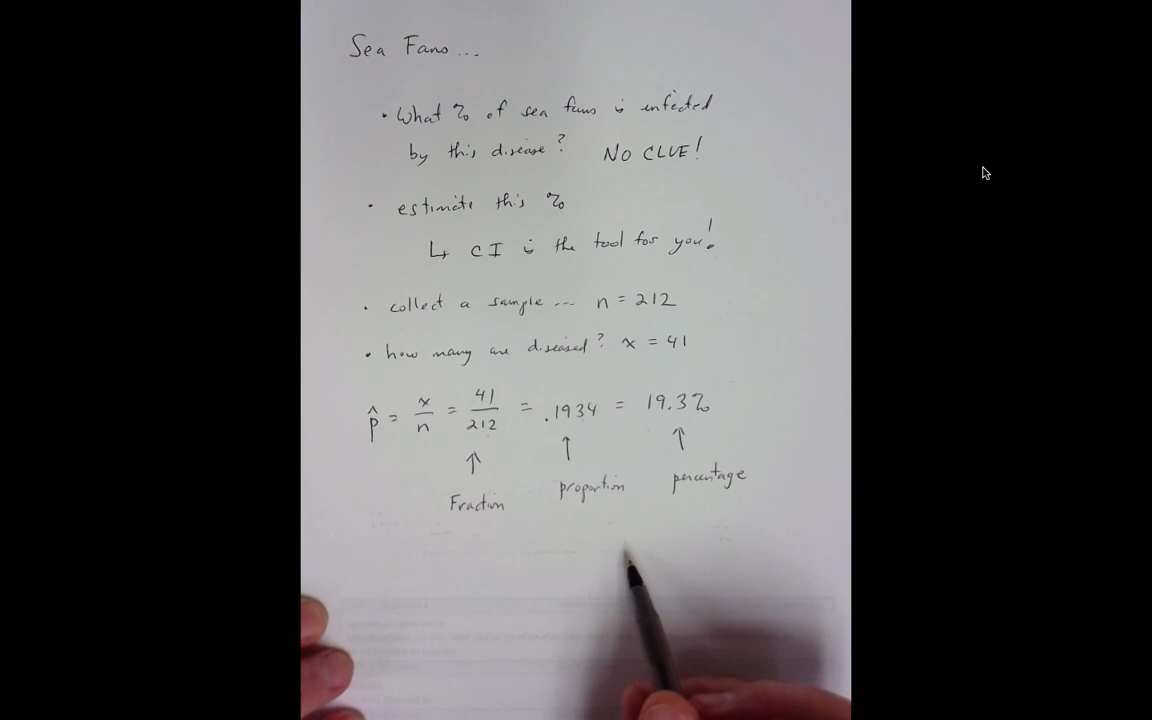 Sea Fans...
• What % of sea fans is infected
by this disease? NO CLUE!
• estimate this %
↳ CI is the tool for you!
• collect a sample --- n = 212
• how many are diseased? x = 41
p̂ = x/n = 41/212 = .1934 = 19.3%
↑ ↑ ↑
Fraction proportion percentage